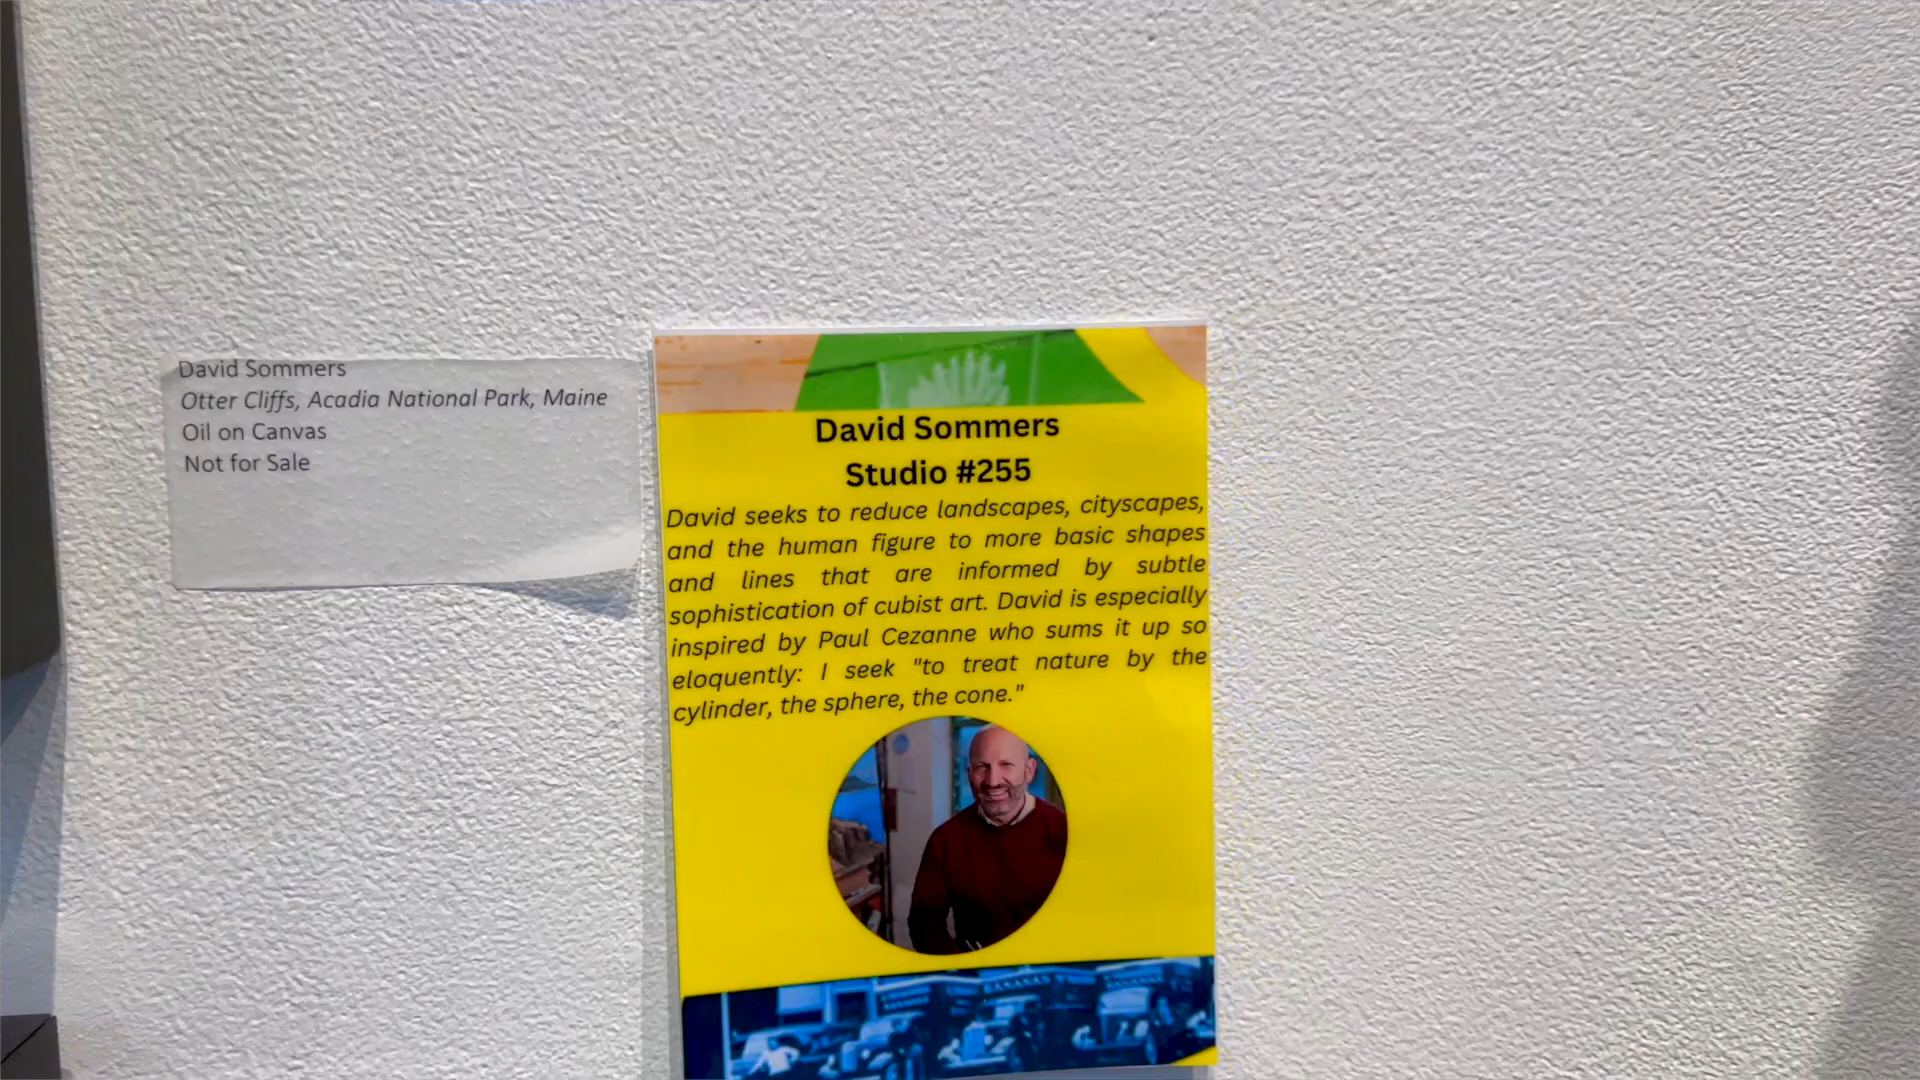 David Sommers
Otter Cliffs, Acadia National Park, Maine
Oil on Canvas
Not for Sale
David Sommers
Studio #255
David seeks to reduce landscapes, cityscapes,
and the human figure to more basic shapes
and lines that are informed by subtle
sophistication of cubist art. David is especially
inspired by Paul Cezanne who sums it up so
eloquently: I seek "to treat nature by the
cylinder, the sphere, the cone."
BANANAS